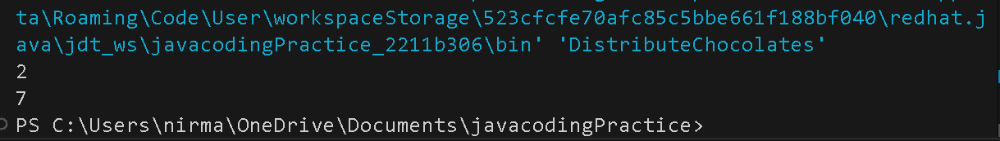 ta\Roaming\Code\User\workspaceStorage\523cfcfe70afc85c5bbe661f188bf040\redhat.j
ava\jdt_ws\javacodingPractice_2211b306\bin' 'DistributeChocolates'
2
7
PS C:\Users\nirma\OneDrive\Documents\javacodingPractice>